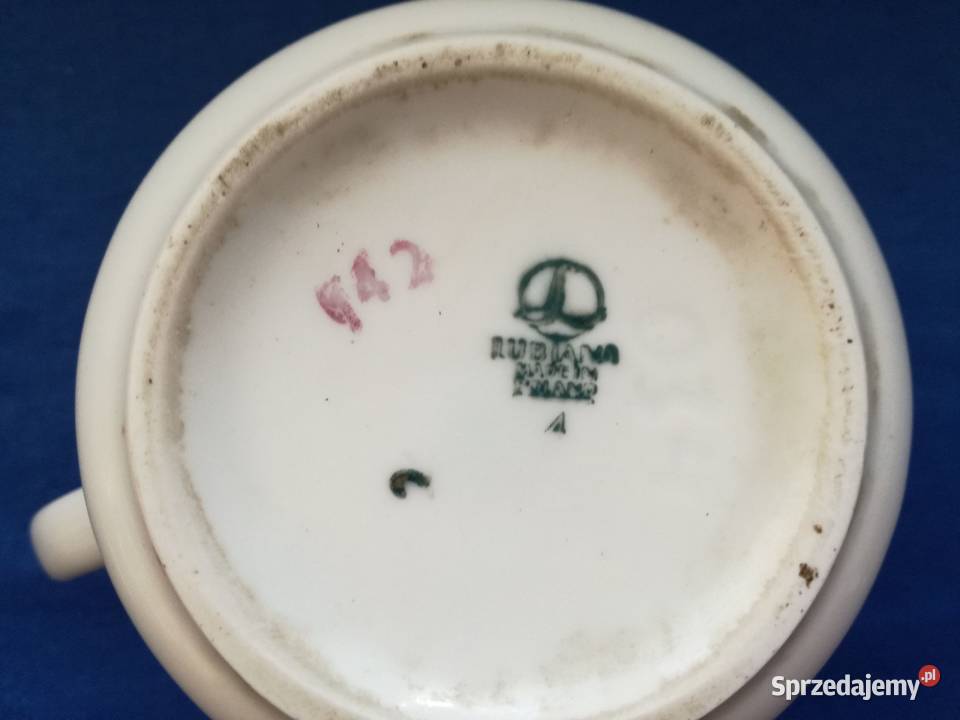 142
LUBIANA
MADE IN
POLAND
Sprzedajemy.pl